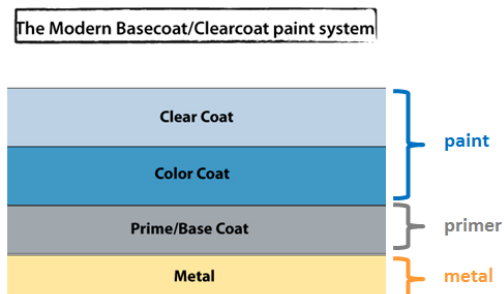 The Modern Basecoat/Clearcoat paint system
Clear Coat
Color Coat
paint
Prime/Base Coat
primer
Metal
metal